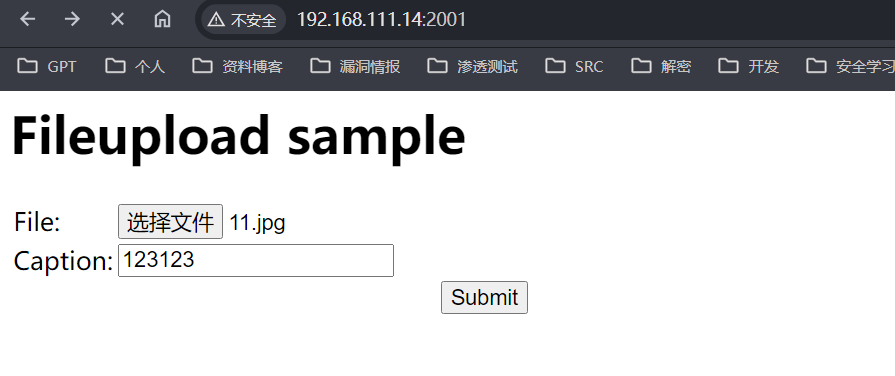 不安全 192.168.111.14:2001
GPT 个人 资料博客 漏洞情报 渗透测试 SRC 解密 开发 安全学习
Fileupload sample
File: 选择文件 11.jpg
Caption: 123123
Submit